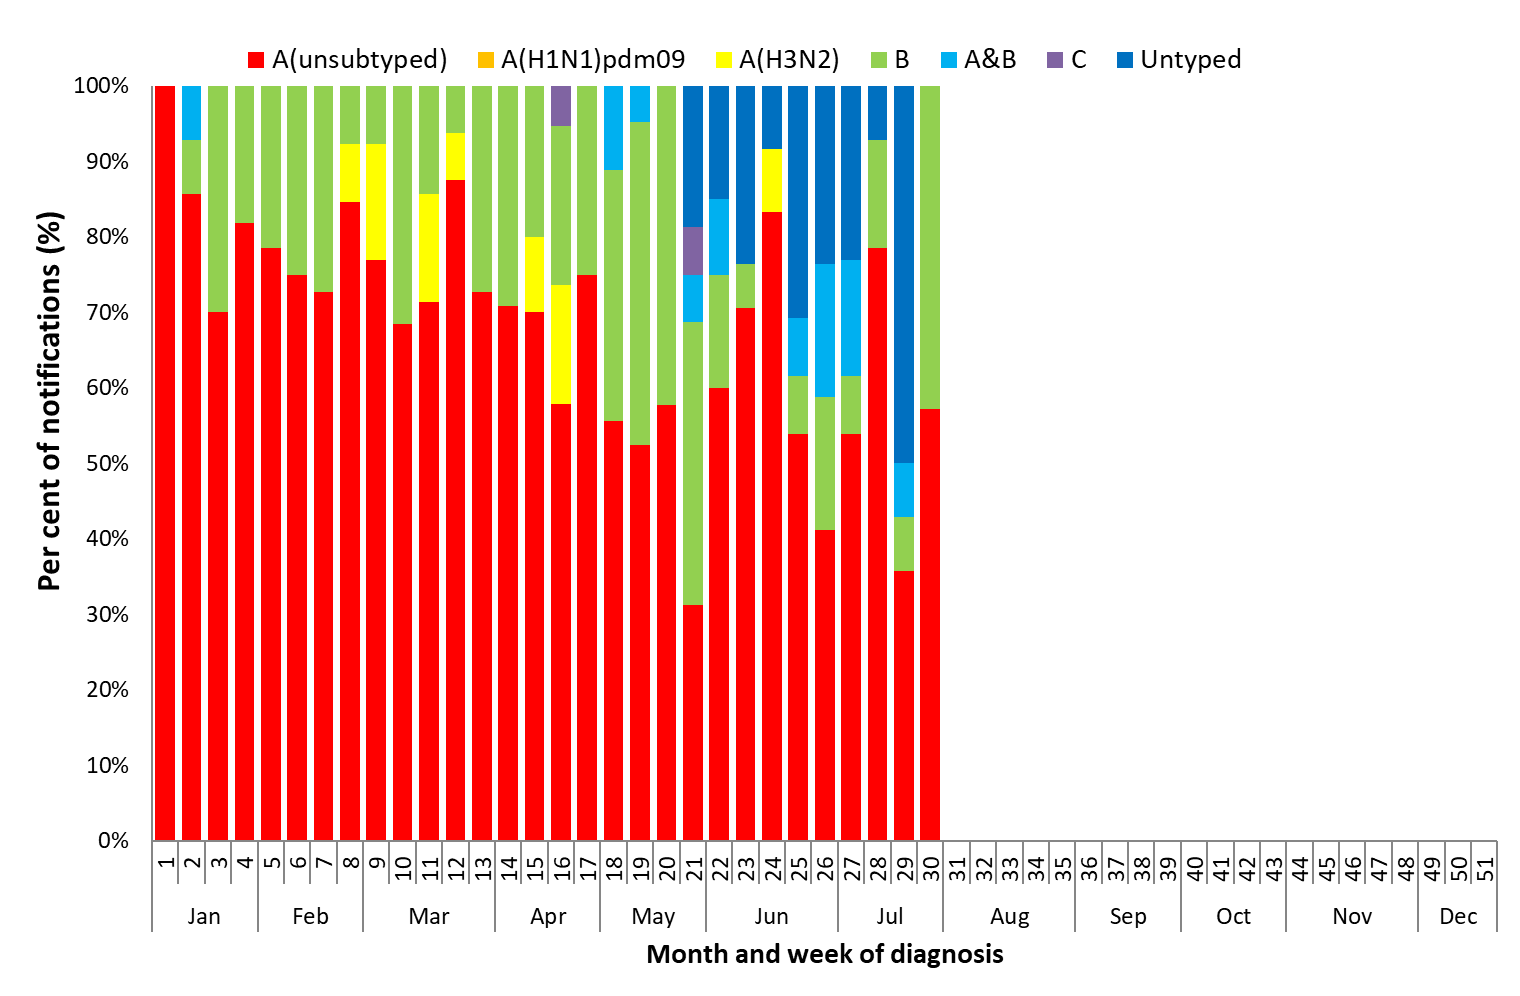 A(unsubtyped) A(H1N1)pdm09 A(H3N2) B A&B C Untyped
Per cent of notifications (%)
100%
90%
80%
70%
60%
50%
40%
30%
20%
10%
0%
1 2 3 4 5 6 7 8 9 10 11 12 13 14 15 16 17 18 19 20 21 22 23 24 25 26 27 28 29 30 31 32 33 34 35 36 37 38 39 40 41 42 43 44 45 46 47 48 49 50 51
Jan Feb Mar Apr May Jun Jul Aug Sep Oct Nov Dec
Month and week of diagnosis